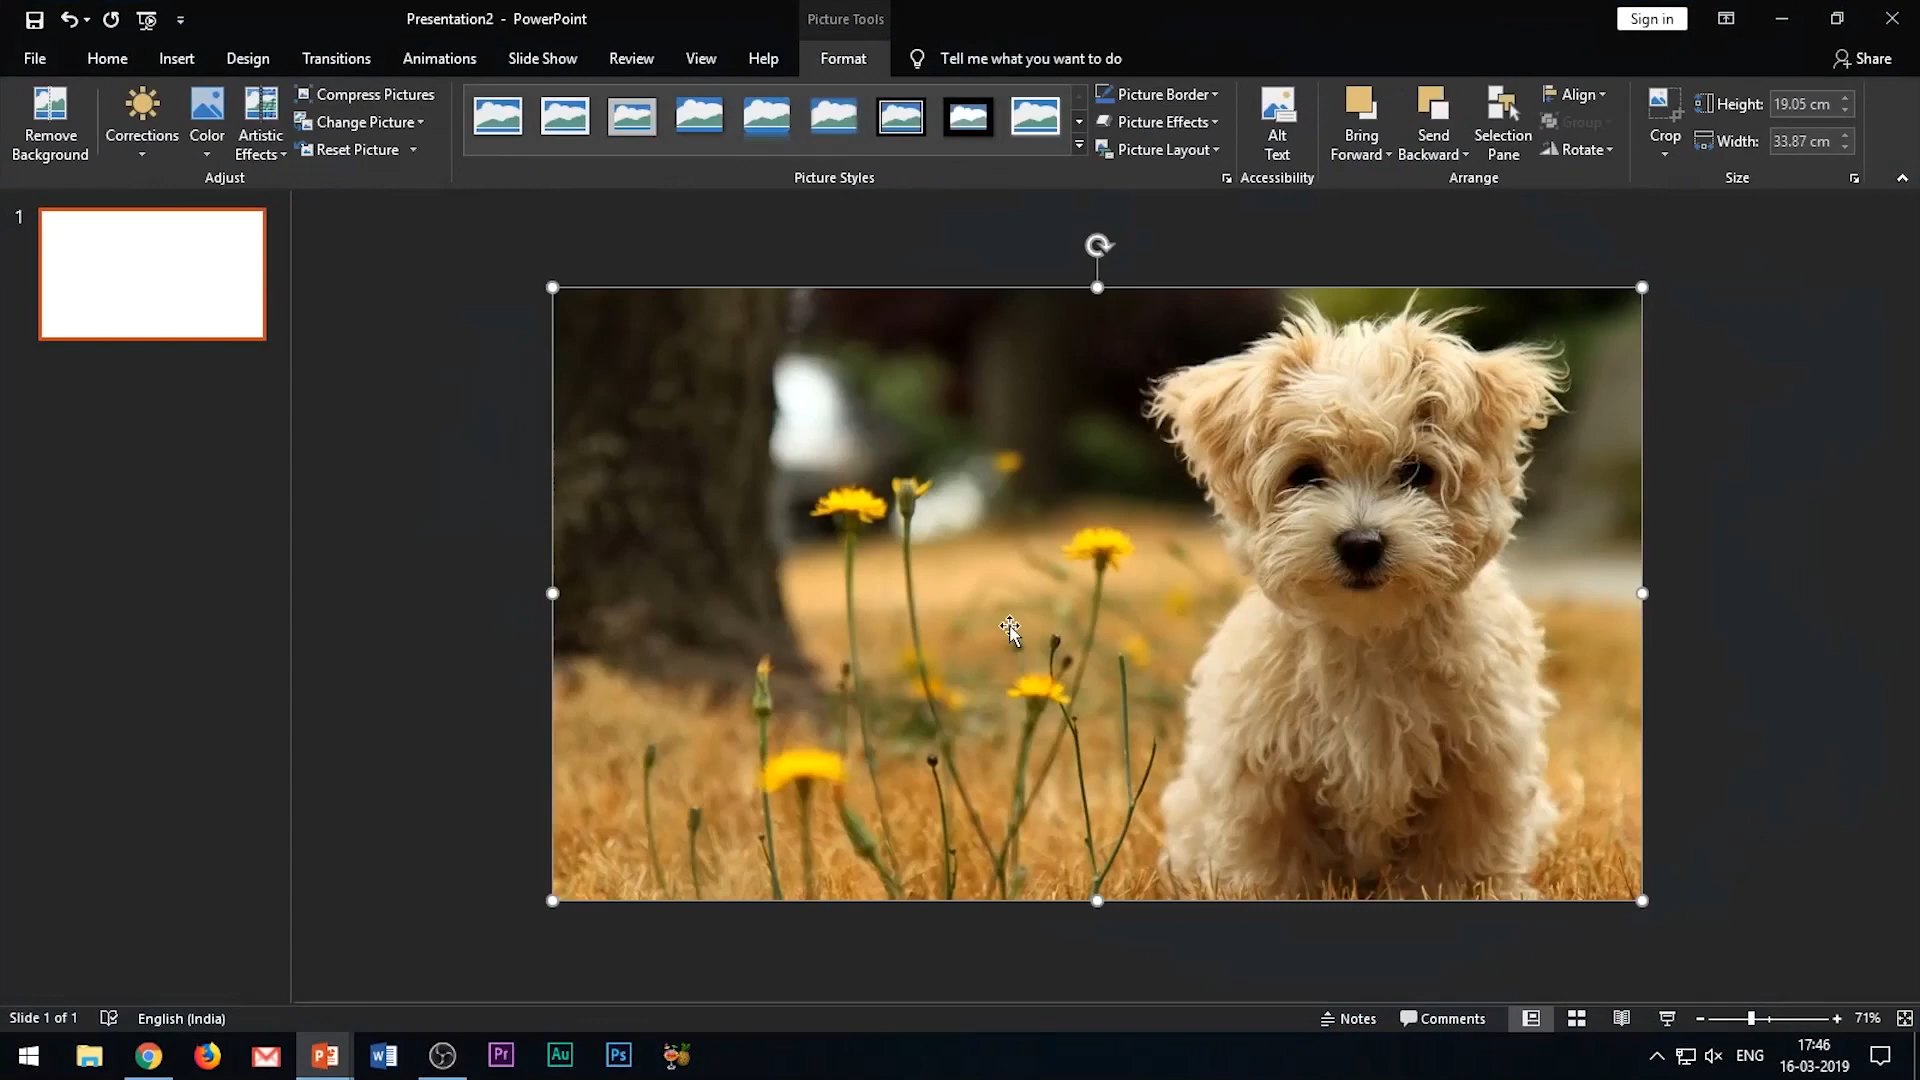 Presentation2 - PowerPoint
Picture Tools
Sign in
File Home Insert Design Transitions Animations Slide Show Review View Help Format Tell me what you want to do Share
Remove Background
Corrections
Color
Artistic Effects
Compress Pictures
Change Picture
Reset Picture
Adjust
Picture Border
Picture Effects
Picture Layout
Picture Styles
Alt Text
Accessibility
Bring Forward
Send Backward
Selection Pane
Align
Group
Rotate
Arrange
Crop
Height: 19.05 cm
Width: 33.87 cm
Size
1
Slide 1 of 1 English (India) Notes Comments 71%
P
W
Pr
Au
Ps
ENG
17:46
16-03-2019